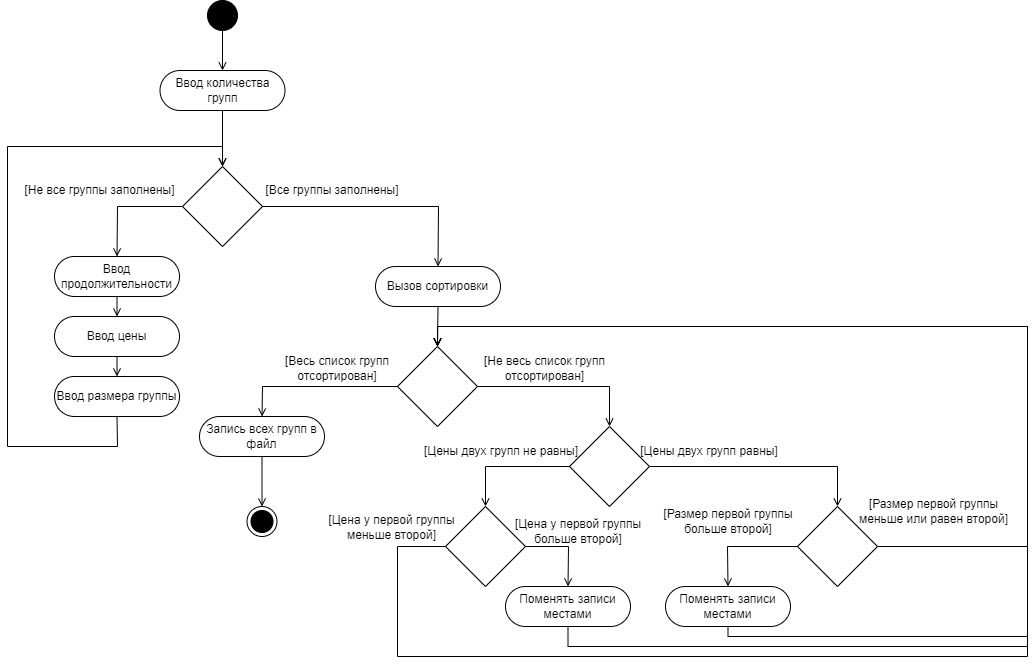 Ввод количества
групп
[Не все группы заполнены]
[Все группы заполнены]
Ввод
продолжительности
Ввод цены
Ввод размера группы
Вызов сортировки
[Весь список групп
отсортирован]
[Не весь список групп
отсортирован]
Запись всех групп в
файл
[Цены двух групп не равны]
[Цены двух групп равны]
[Цена у первой группы
меньше второй]
[Цена у первой группы
больше второй]
[Размер первой группы
больше второй]
[Размер первой группы
меньше или равен второй]
Поменять записи
местами
Поменять записи
местами